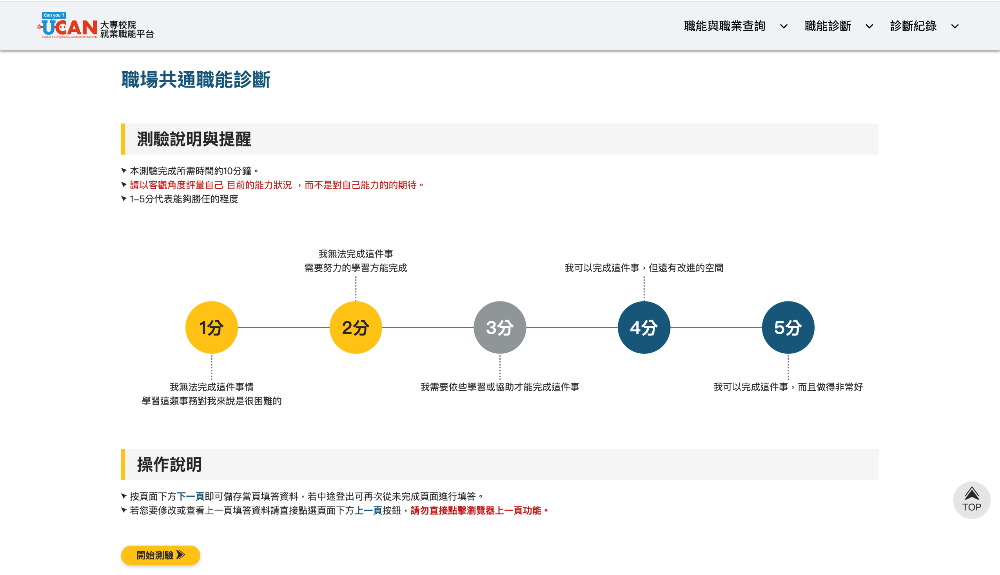 Can you ?
UCAN
Career & Competency Assessment Network
大專校院
就業職能平台
職能與職業查詢
職能診斷
診斷紀錄
職場共通職能診斷
測驗說明與提醒
本測驗完成所需時間約10分鐘。
請以客觀角度評量自己 目前的能力狀況 ，而不是對自己能力的的期待。
1–5分代表能夠勝任的程度
我無法完成這件事
需要努力的學習方能完成
我可以完成這件事，但還有改進的空間
1分
2分
3分
4分
5分
我無法完成這件事情
學習這類事務對我來說是很困難的
我需要依些學習或協助才能完成這件事
我可以完成這件事，而且做得非常好
操作說明
按頁面下方下一頁即可儲存當頁填答資料，若中途登出可再次從未完成頁面進行填答。
若您要修改或查看上一頁填答資料請直接點選頁面下方上一頁按鈕，請勿直接點擊瀏覽器上一頁功能。
TOP
開始測驗